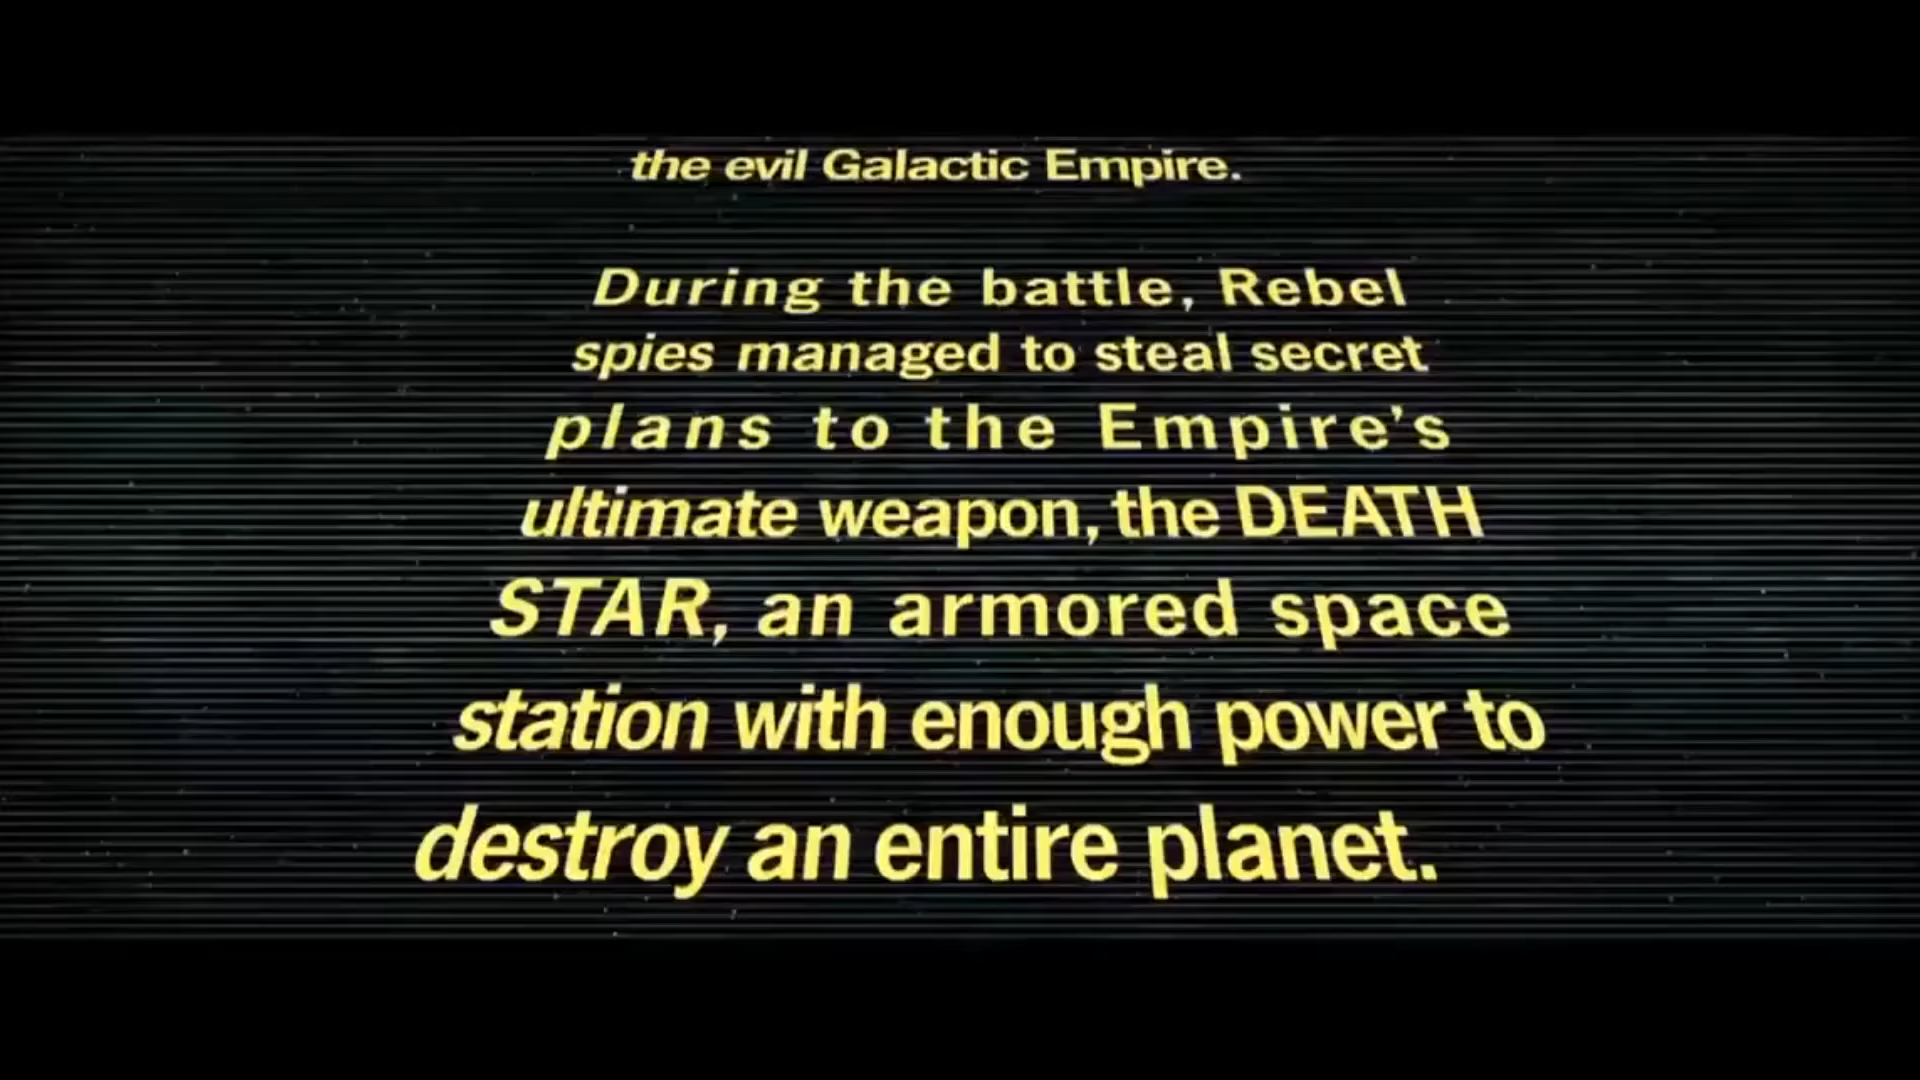 the evil Galactic Empire.
During the battle, Rebel
spies managed to steal secret
plans to the Empire's
ultimate weapon, the DEATH
STAR, an armored space
station with enough power to
destroy an entire planet.